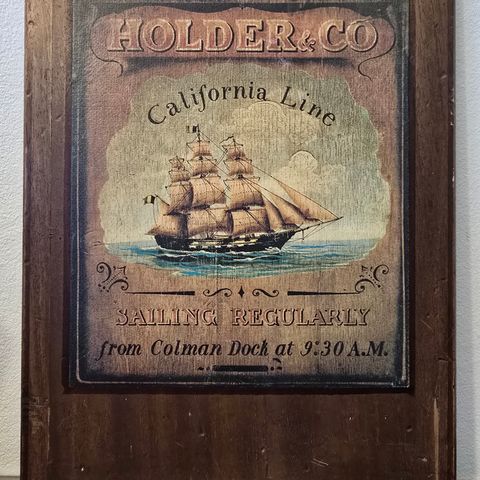 HOLDER & CO
California Line
SAILING REGULARLY
from Colman Dock at 9:30 A.M.